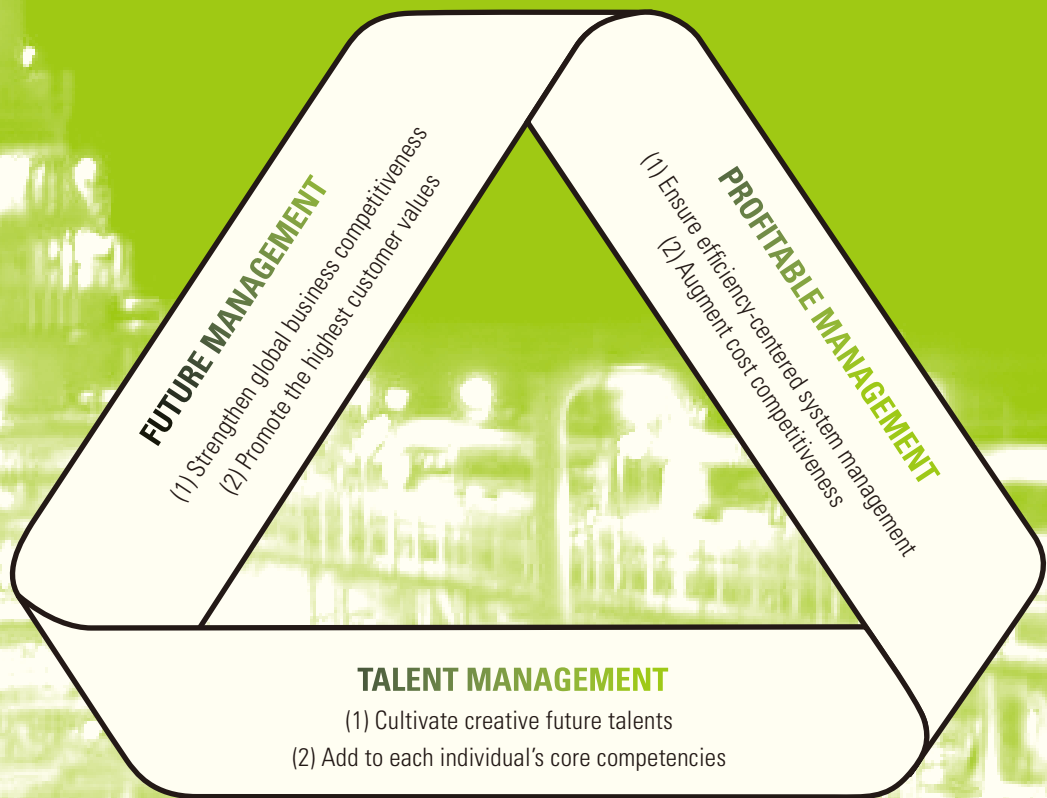 FUTURE MANAGEMENT
(1) Strengthen global business competitiveness
(2) Promote the highest customer values
PROFITABLE MANAGEMENT
(1) Ensure efficiency-centered system management
(2) Augment cost competitiveness
TALENT MANAGEMENT
(1) Cultivate creative future talents
(2) Add to each individual's core competencies